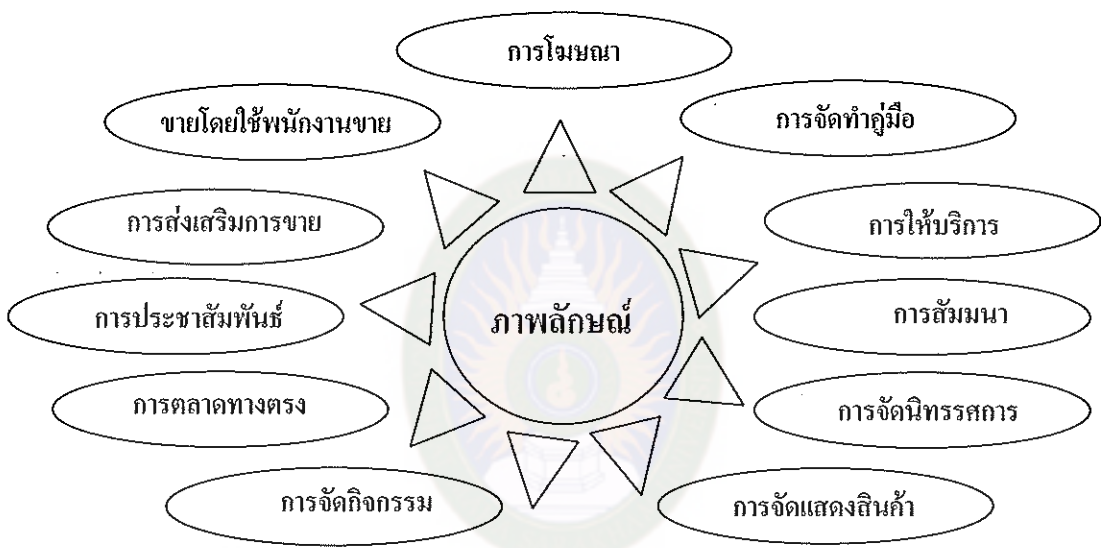 การโฆษณา
ขายโดยใช้พนักงานขาย
การจัดทำคู่มือ
การส่งเสริมการขาย
การให้บริการ
การประชาสัมพันธ์
ภาพลักษณ์
การสัมมนา
การตลาดทางตรง
การจัดนิทรรศการ
การจัดกิจกรรม
การจัดแสดงสินค้า